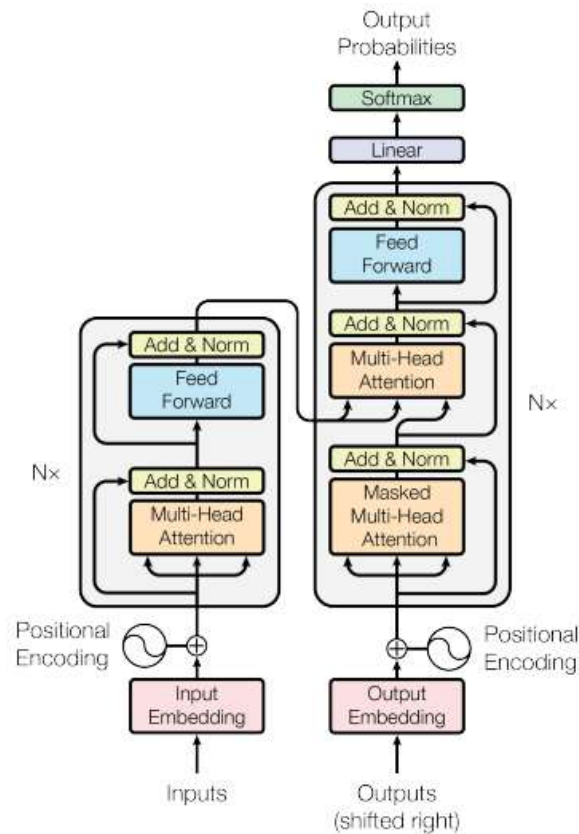 Output
Probabilities
Softmax
Linear
Add & Norm
Feed
Forward
Add & Norm
Multi-Head
Attention
Add & Norm
Masked
Multi-Head
Attention
N×
Add & Norm
Feed
Forward
Add & Norm
Multi-Head
Attention
N×
Positional
Encoding
Positional
Encoding
Input
Embedding
Output
Embedding
Inputs
Outputs
(shifted right)